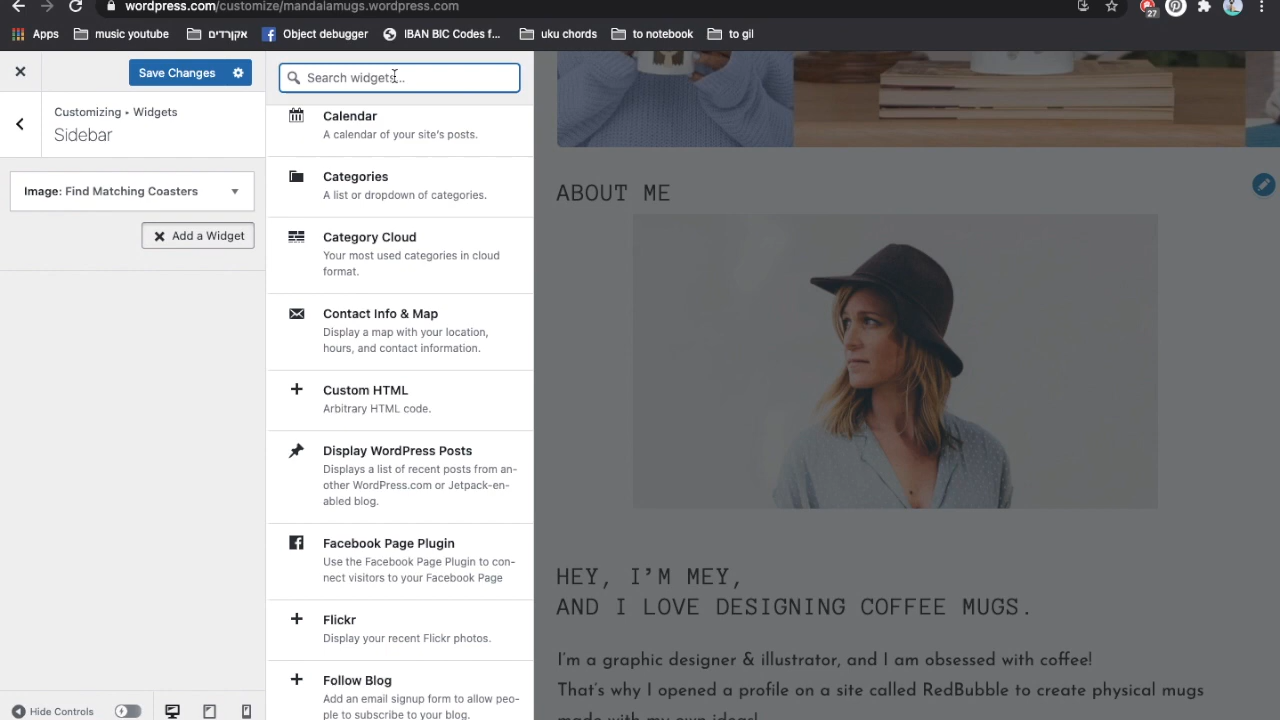 wordpress.com/customize/mandalamugs.wordpress.com
27
Apps
music youtube
אקורדים
Object debugger
IBAN BIC Codes f...
uku chords
to notebook
to gil
Save Changes
Customizing • Widgets
Sidebar
Image: Find Matching Coasters
Add a Widget
Hide Controls
Search widgets...
Calendar
A calendar of your site's posts.
Categories
A list or dropdown of categories.
Category Cloud
Your most used categories in cloud
format.
Contact Info & Map
Display a map with your location,
hours, and contact information.
Custom HTML
Arbitrary HTML code.
Display WordPress Posts
Displays a list of recent posts from an-
other WordPress.com or Jetpack-en-
abled blog.
Facebook Page Plugin
Use the Facebook Page Plugin to con-
nect visitors to your Facebook Page
Flickr
Display your recent Flickr photos.
Follow Blog
Add an email signup form to allow peo-
ple to subscribe to your blog.
ABOUT ME
HEY, I'M MEY,
AND I LOVE DESIGNING COFFEE MUGS.
I'm a graphic designer & illustrator, and I am obsessed with coffee!
That's why I opened a profile on a site called RedBubble to create physical mugs
made with my own ideas!